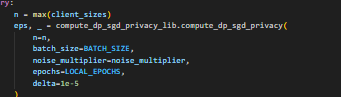 ry:
n = max(client_sizes)
eps, _ = compute_dp_sgd_privacy_lib.compute_dp_sgd_privacy(
n=n,
batch_size=BATCH_SIZE,
noise_multiplier=noise_multiplier,
epochs=LOCAL_EPOCHS,
delta=1e-5
)